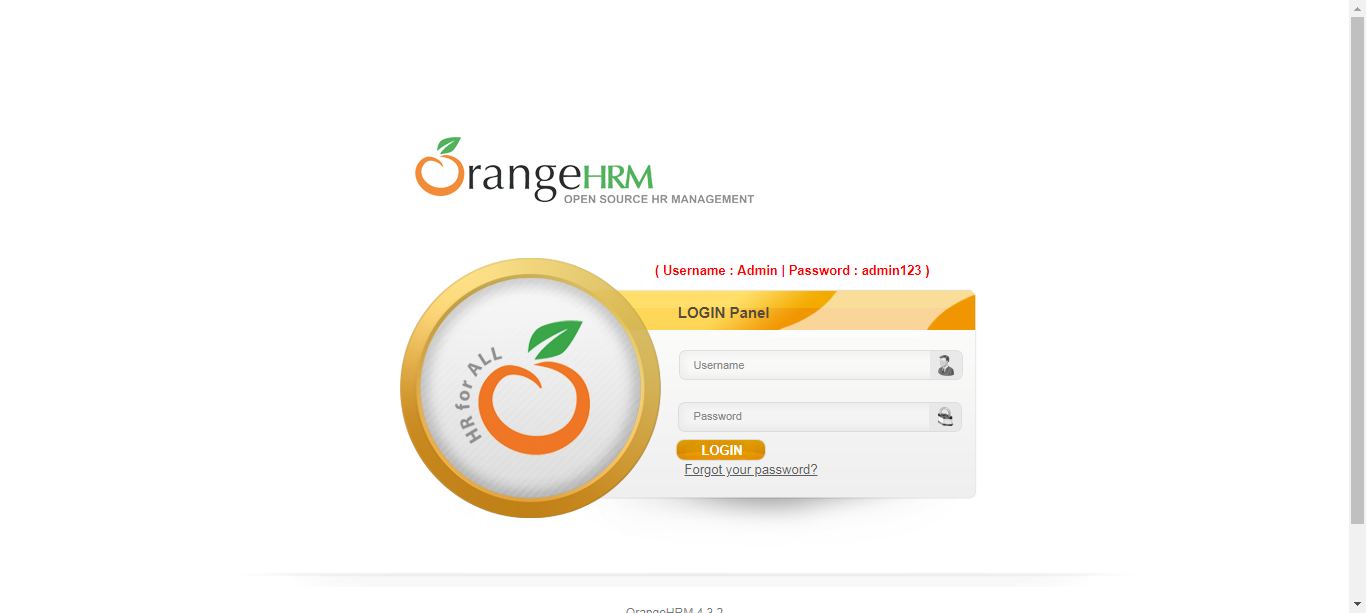 OrangeHRM
OPEN SOURCE HR MANAGEMENT
( Username : Admin | Password : admin123 )
LOGIN Panel
HR for ALL
Username
Password
LOGIN
Forgot your password?
OrangeHRM 4.3.2